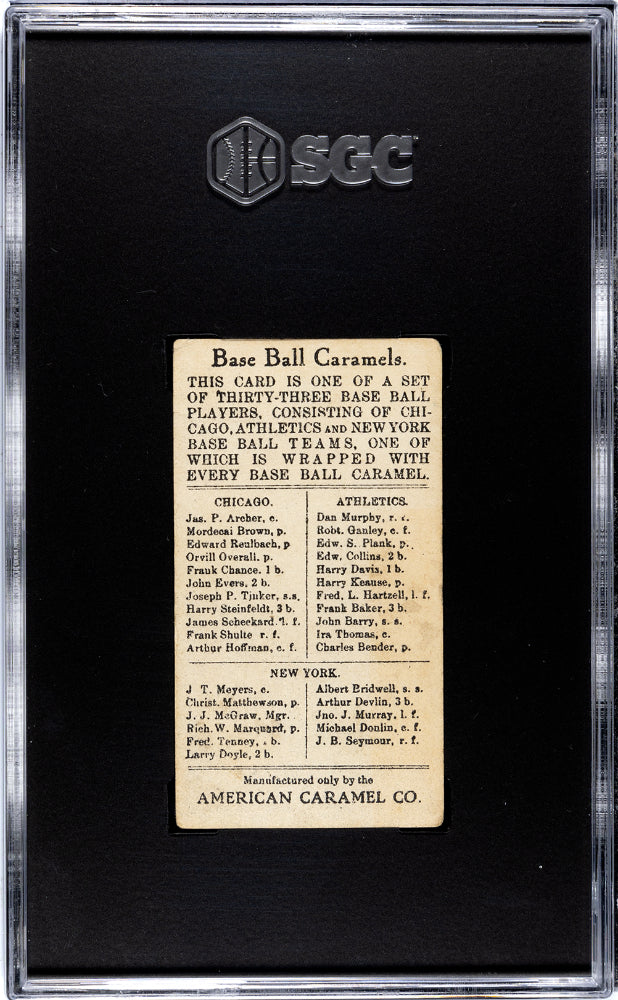 SGC
Base Ball Caramels.
THIS CARD IS ONE OF A SET
OF THIRTY-THREE BASE BALL
PLAYERS, CONSISTING OF CHI-
CAGO, ATHLETICS AND NEW YORK
BASE BALL TEAMS, ONE OF
WHICH IS WRAPPED WITH
EVERY BASE BALL CARAMEL.
CHICAGO.
Jas. P. Archer, c.
Mordecai Brown, p.
Edward Reulbach, p
Orvill Overall, p.
Frank Chance, 1 b.
John Evers, 2 b.
Joseph P. Tinker, s.s.
Harry Steinfeldt, 3 b.
James Scheckard, l. f.
Frank Shulte r. f.
Arthur Hoffman, c. f.
ATHLETICS.
Dan Murphy, r. f.
Robt. Ganley, c. f.
Edw. S. Plank, p.
Edw. Collins, 2 b.
Harry Davis, 1 b.
Harry Keause, p.
Fred. L. Hartzell, l. f.
Frank Baker, 3 b.
John Barry, s. s.
Ira Thomas, c.
Charles Bender, p.
NEW YORK.
J T. Meyers, c.
Christ. Matthewson, p.
J. J. McGraw, Mgr.
Rich. W. Marquard, p.
Fred. Tenney, b.
Larry Doyle, 2 b.
Albert Bridwell, s. s.
Arthur Devlin, 3 b.
Jno. J. Murray, l. f.
Michael Donlin, c. f.
J. B. Seymour, r. f.
Manufactured only by the
AMERICAN CARAMEL CO.